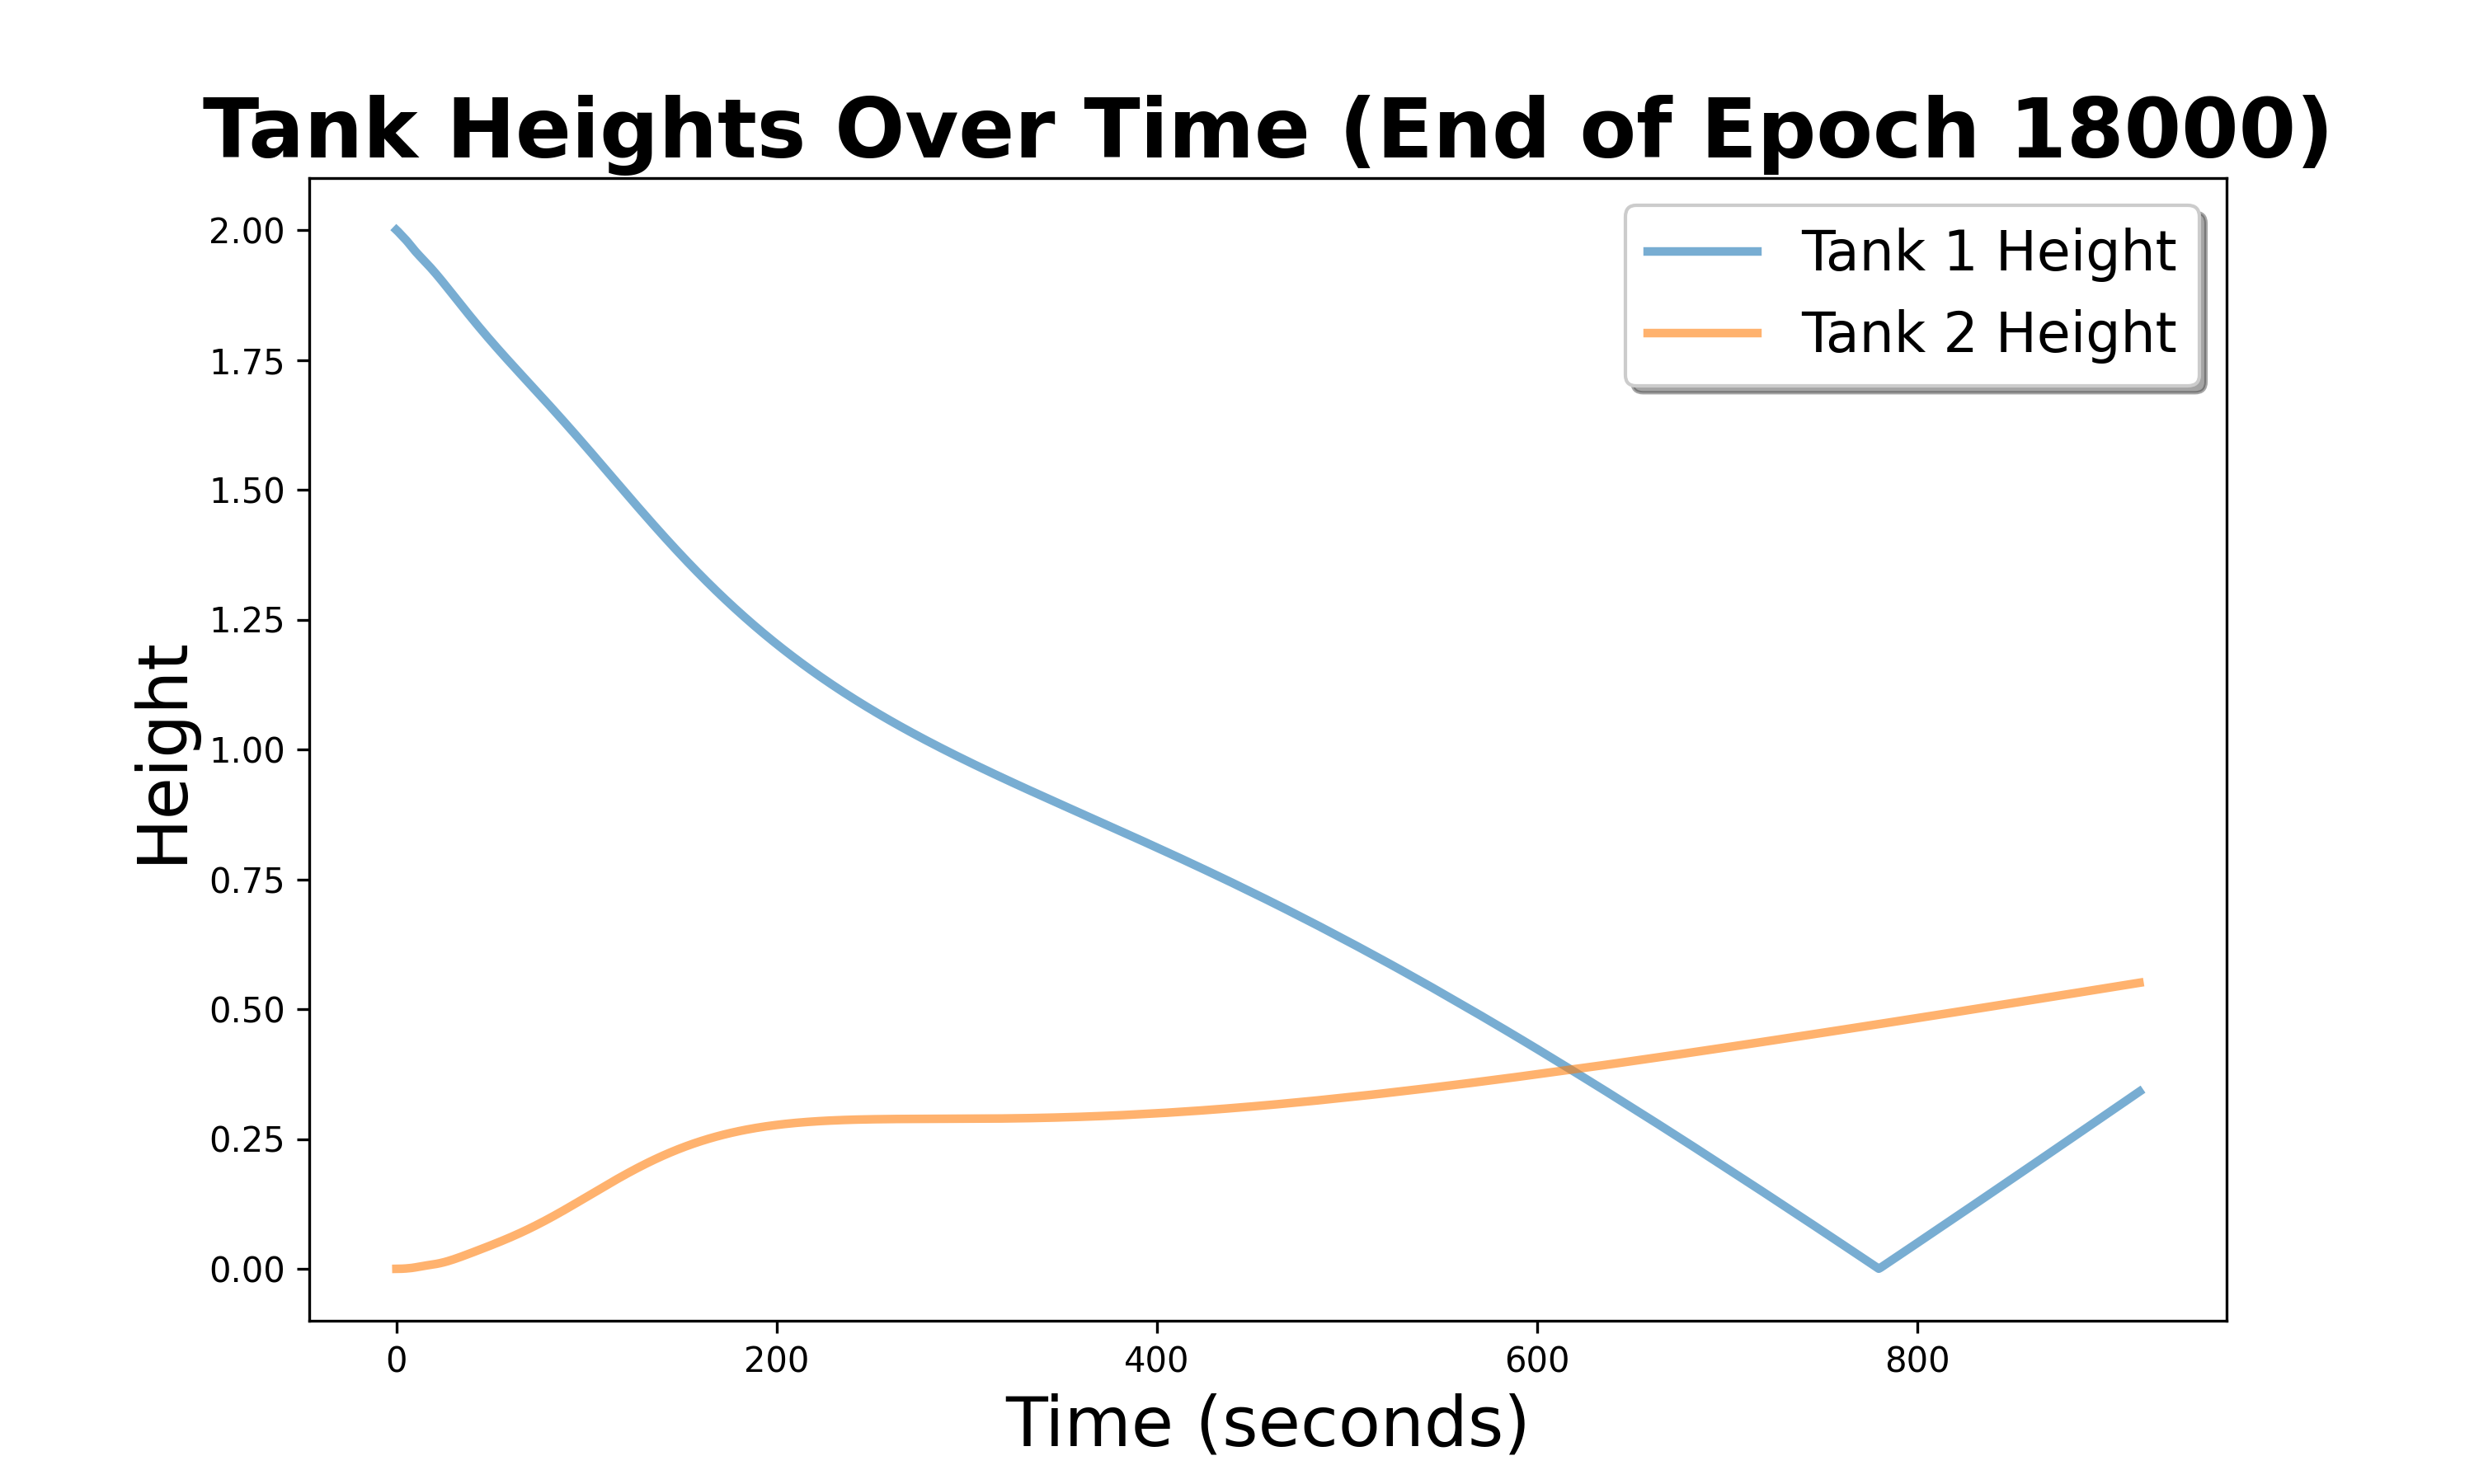 Tank Heights Over Time (End of Epoch 18000)
Tank 1 Height
Tank 2 Height
Height
2.00
1.75
1.50
1.25
1.00
0.75
0.50
0.25
0.00
0
200
400
600
800
Time (seconds)